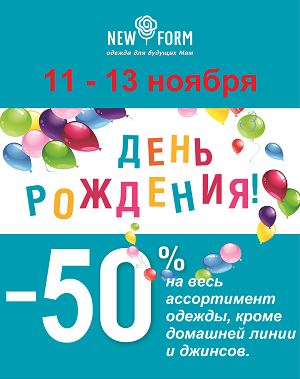 NEW FORM
одежда для будущих Мам
11 - 13 ноября
ДЕНЬ
РОЖДЕНИЯ!
-50%
на весь
ассортимент
одежды, кроме
домашней линии
и джинсов.